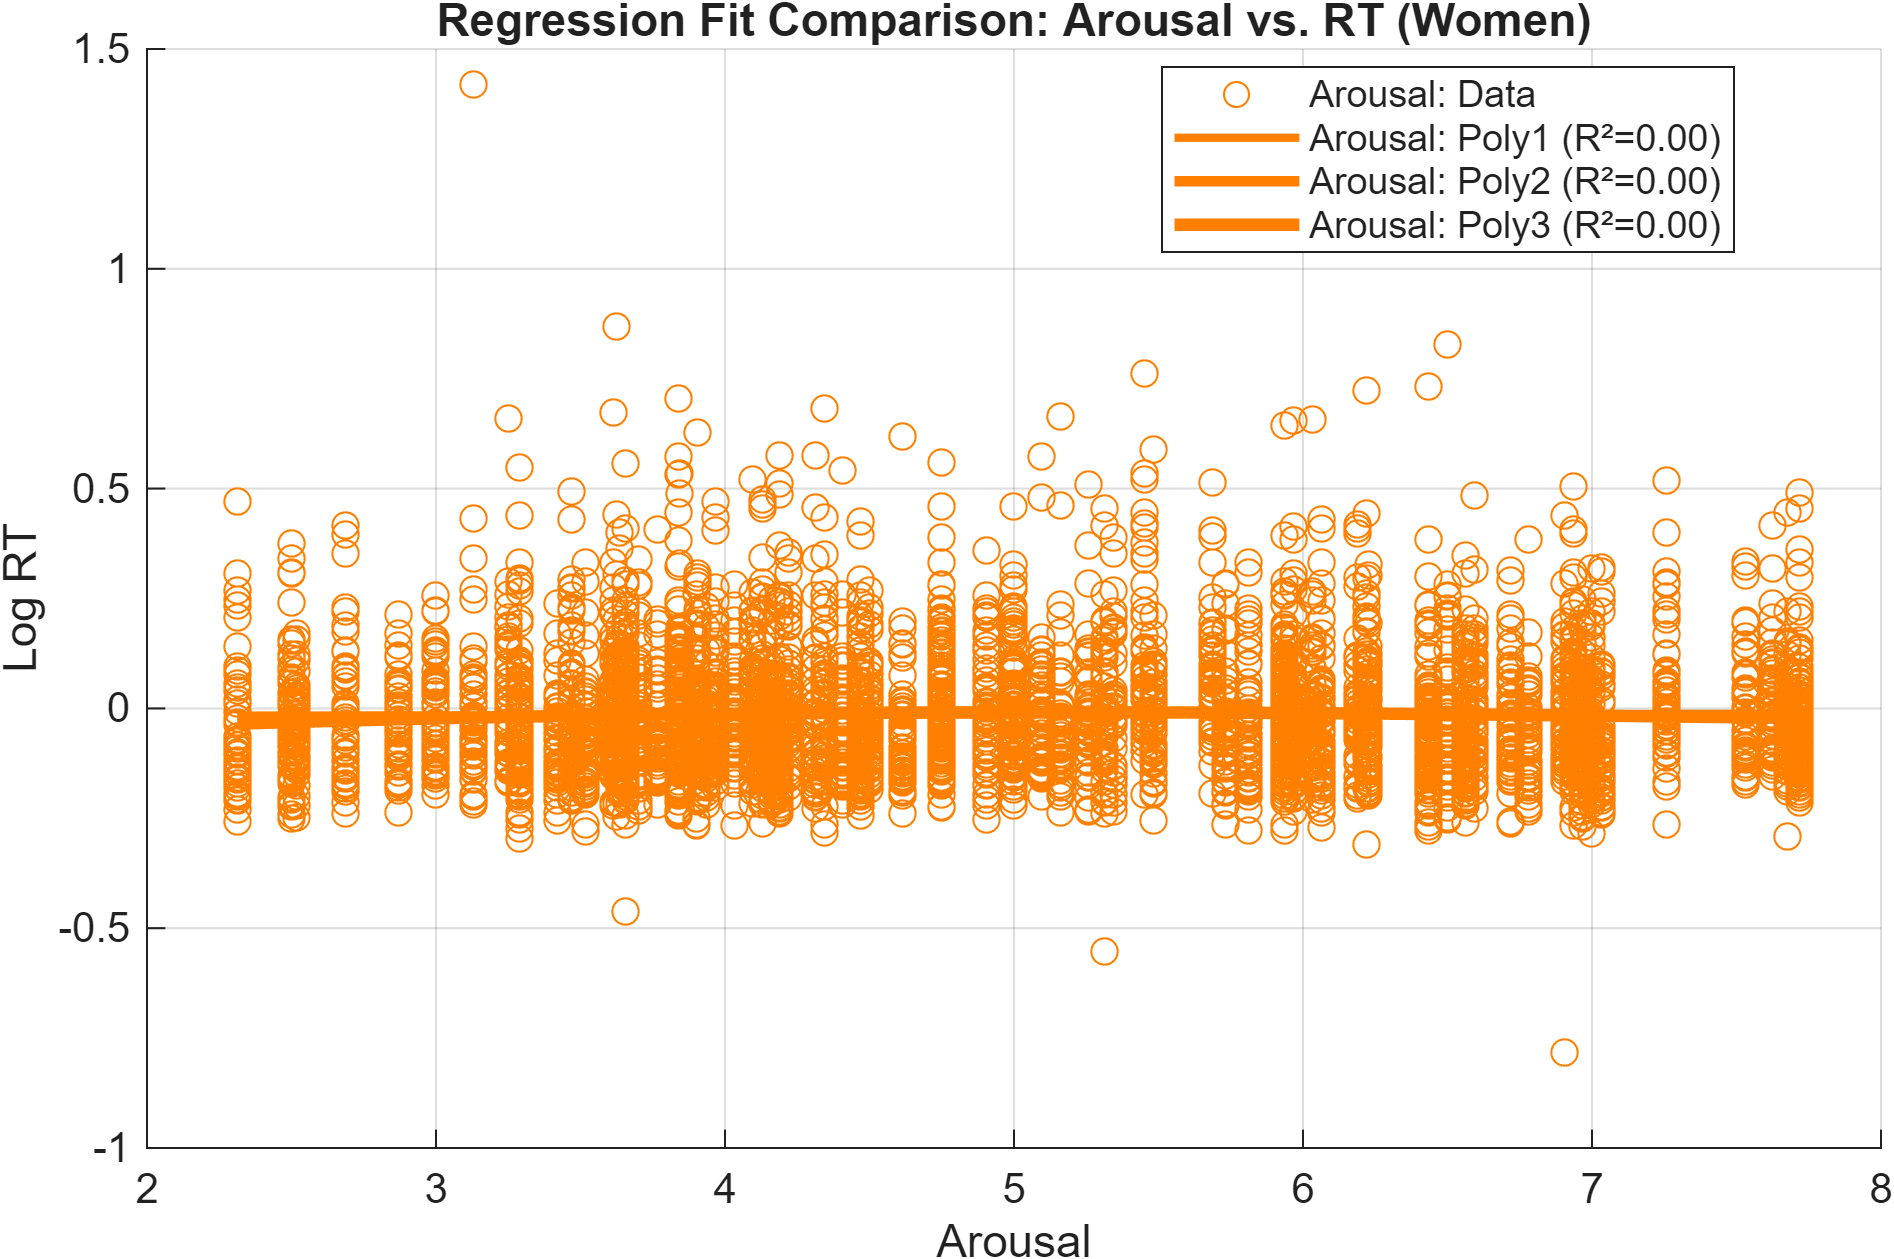 Regression Fit Comparison: Arousal vs. RT (Women)
1.5
1
0.5
0
-0.5
-1
Log RT
Arousal: Data
Arousal: Poly1 (R²=0.00)
Arousal: Poly2 (R²=0.00)
Arousal: Poly3 (R²=0.00)
2 3 4 5 6 7 8
Arousal